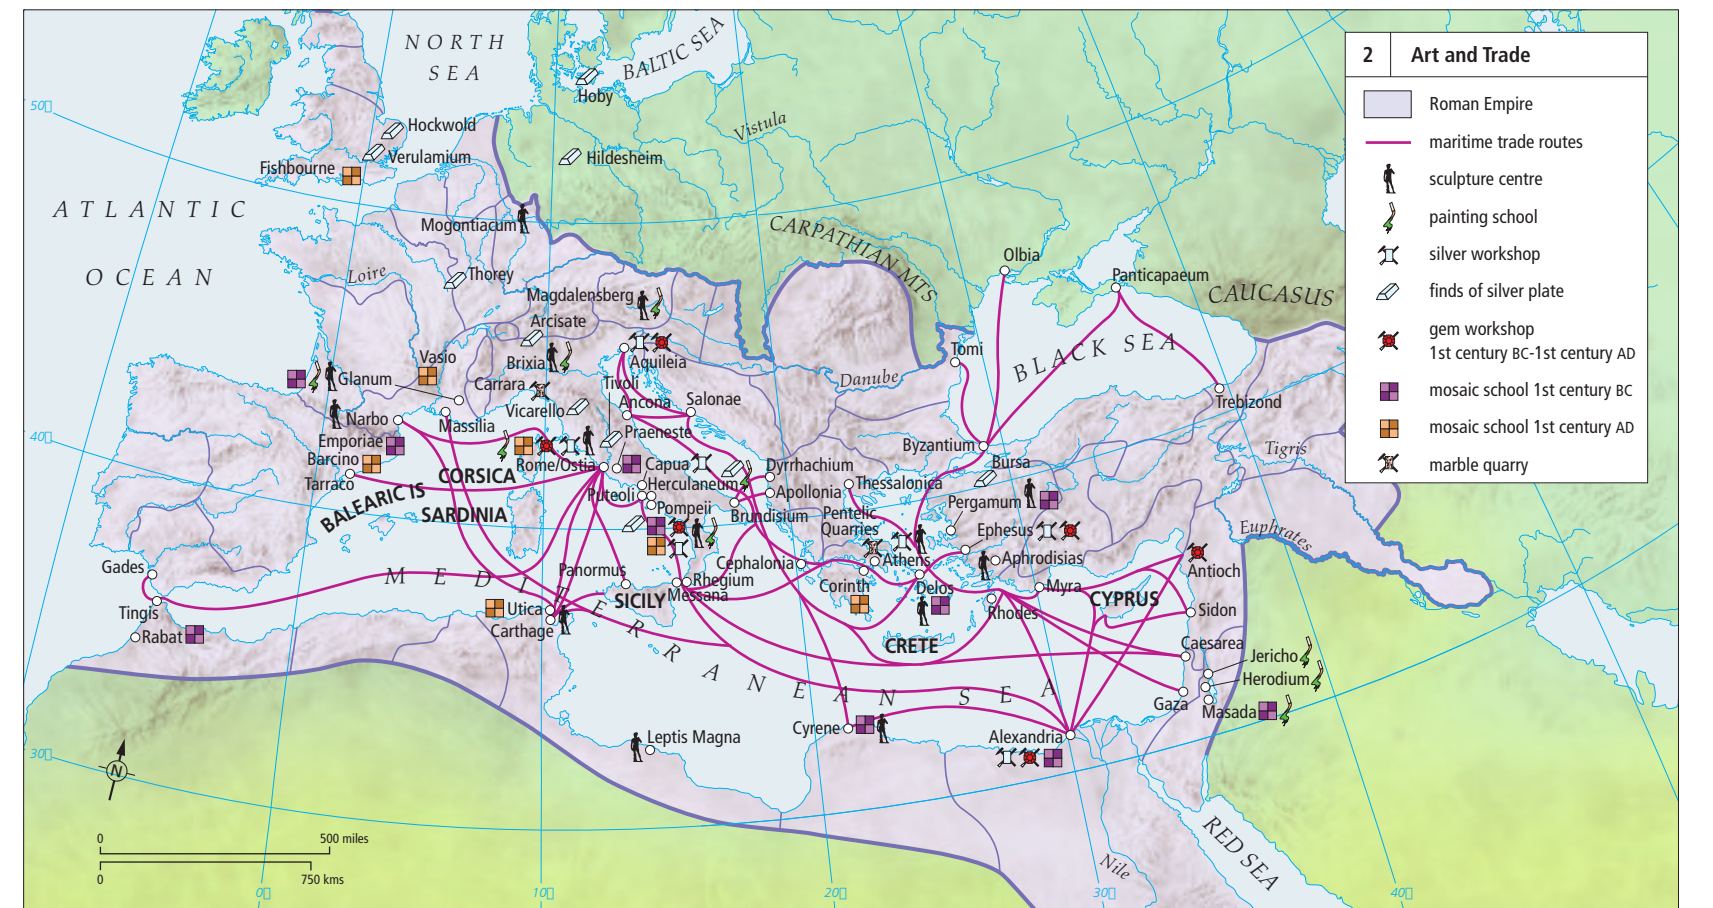 NORTH
SEA
BALTIC SEA
Hoby
Vistula
50
Hockwold
Verulamium
Fishbourne
Hildesheim
ATLANTIC
OCEAN
Mogontiacum
CARPATHIAN MTS
Loire
Thorey
Olbia
Panticapaeum
CAUCASUS
Magdalensberg
Arcisate
Brixia
Aquileia
Vasio
Glanum
Carrara
Tivoli
Tomi
BLACK SEA
Danube
Trebizond
Vicarello
Ancona
Salonae
Narbo
Massilia
Praeneste
40
Emporiae
Barcino
Tarraco
CORSICA
Rome/Ostia
Capua
Herculaneum
Dyrrhachium
Byzantium
Bursa
Tigris
BALEARIC IS
SARDINIA
Puteoli
Pompeii
Apollonia
Brundisium
Thessalonica
Pergamum
Pentelic
Quarries
Ephesus
Euphrates
Gades
MEDITERRANEAN SEA
Panormus
Rhegium
Cephalonia
Athens
Aphrodisias
Antioch
Tingis
Rabat
Utica
Carthage
SICILY
Messana
Corinth
Delos
Myra
Rhodes
CYPRUS
Sidon
CRETE
Caesarea
Jericho
Herodium
Gaza
Masada
Cyrene
Leptis Magna
Alexandria
30
N
RED SEA
Nile
0
500 miles
0
750 kms
0
10
20
30
40
2 Art and Trade
Roman Empire
maritime trade routes
sculpture centre
painting school
silver workshop
finds of silver plate
gem workshop
1st century BC-1st century AD
mosaic school 1st century BC
mosaic school 1st century AD
marble quarry